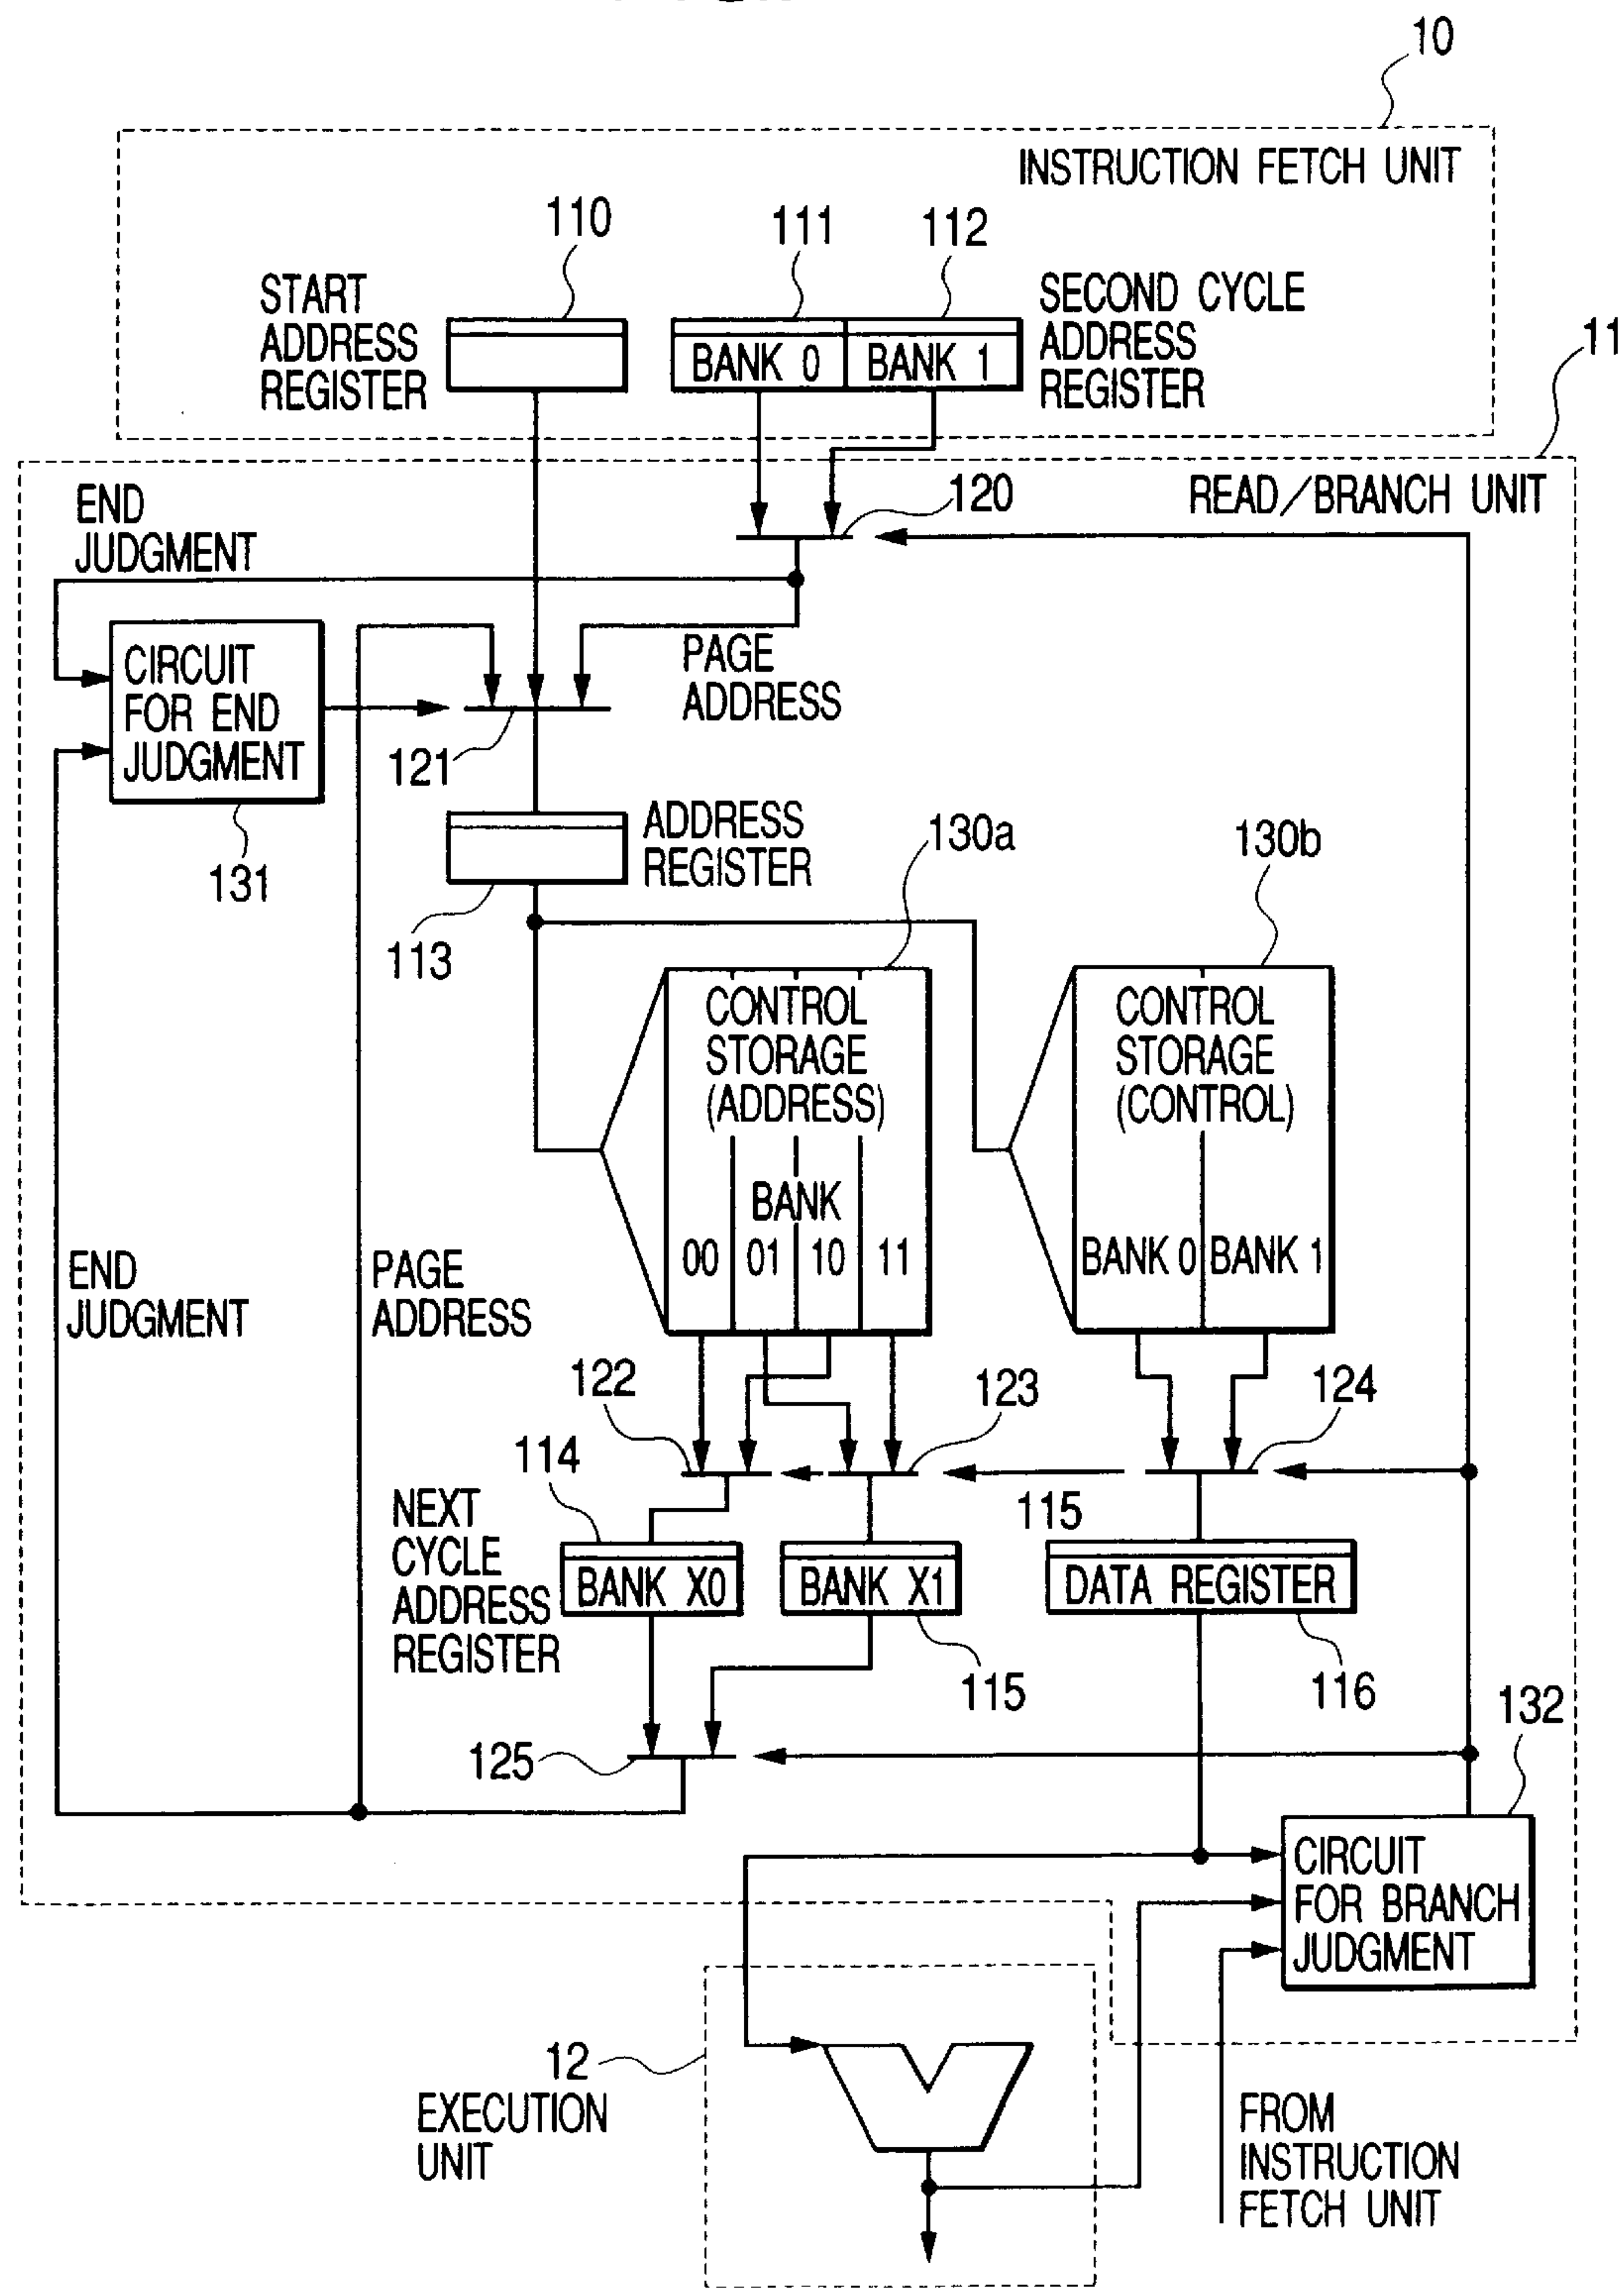 10
INSTRUCTION FETCH UNIT
110
111
112
START
ADDRESS
REGISTER
BANK 0
BANK 1
SECOND CYCLE
ADDRESS
REGISTER
11
END
JUDGMENT
120
READ/BRANCH UNIT
CIRCUIT
FOR END
JUDGMENT
PAGE
ADDRESS
121
131
ADDRESS
REGISTER
113
130a
130b
CONTROL
STORAGE
(ADDRESS)
BANK
00
01
10
11
CONTROL
STORAGE
(CONTROL)
BANK 0
BANK 1
END
JUDGMENT
PAGE
ADDRESS
122
123
124
114
NEXT
CYCLE
ADDRESS
REGISTER
115
BANK X0
BANK X1
DATA REGISTER
115
116
125
132
CIRCUIT
FOR BRANCH
JUDGMENT
12
EXECUTION
UNIT
FROM
INSTRUCTION
FETCH UNIT